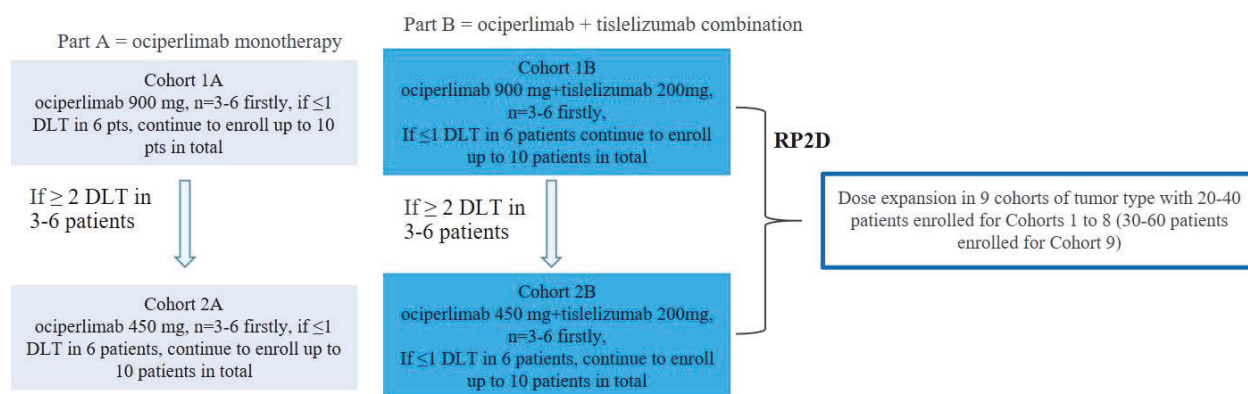 Part A = ociperlimab monotherapy
Cohort 1A
ociperlimab 900 mg, n=3-6 firstly, if ≤1
DLT in 6 pts, continue to enroll up to 10
pts in total
If ≥ 2 DLT in
3-6 patients
Cohort 2A
ociperlimab 450 mg, n=3-6 firstly, if ≤1
DLT in 6 patients, continue to enroll up to
10 patients in total
Part B = ociperlimab + tislelizumab combination
Cohort 1B
ociperlimab 900 mg+tislelizumab 200mg,
n=3-6 firstly,
If ≤1 DLT in 6 patients continue to enroll
up to 10 patients in total
If ≥ 2 DLT in
3-6 patients
Cohort 2B
ociperlimab 450 mg+tislelizumab 200mg,
n=3-6 firstly,
If ≤1 DLT in 6 patients, continue to enroll
up to 10 patients in total
RP2D
Dose expansion in 9 cohorts of tumor type with 20-40
patients enrolled for Cohorts 1 to 8 (30-60 patients
enrolled for Cohort 9)